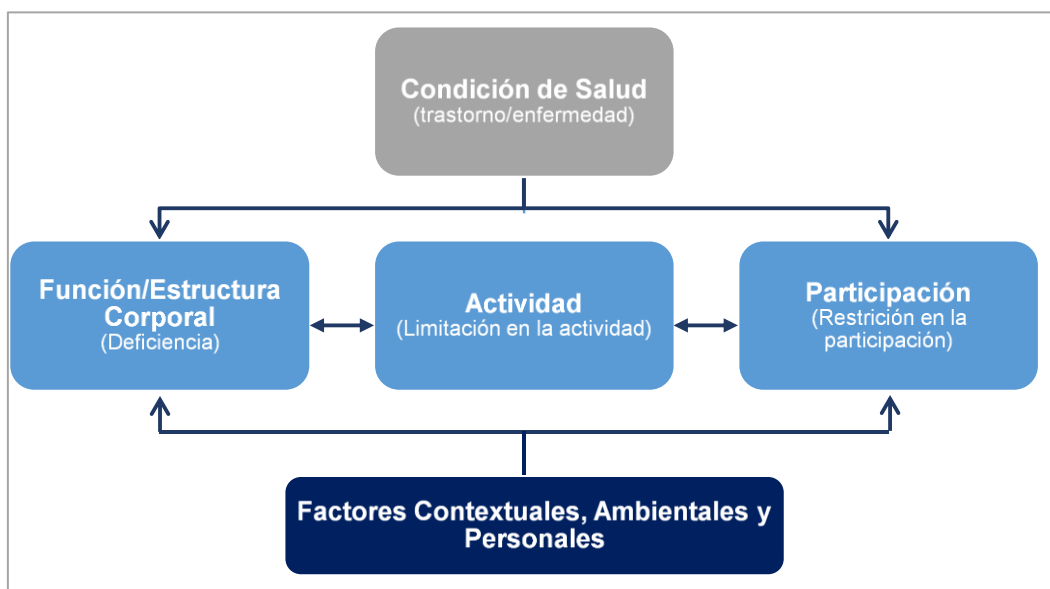 Condición de Salud
(trastorno/enfermedad)
Función/Estructura
Corporal
(Deficiencia)
Actividad
(Limitación en la actividad)
Participación
(Restrición en la
participación)
Factores Contextuales, Ambientales y
Personales